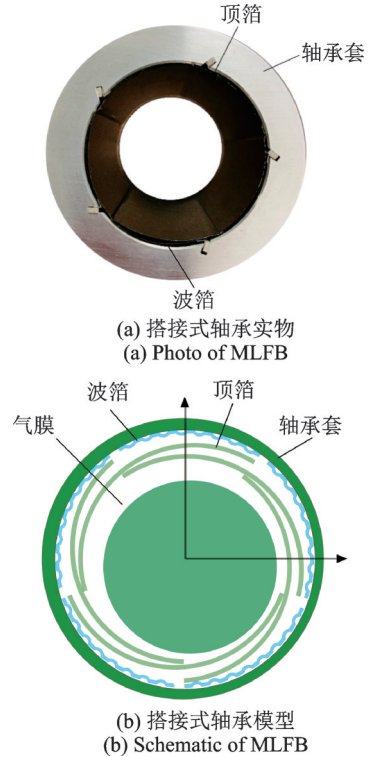 顶箔
轴承套
波箔
(a) 搭接式轴承实物
(a) Photo of MLFB
波箔
顶箔
气膜
轴承套
(b) 搭接式轴承模型
(b) Schematic of MLFB